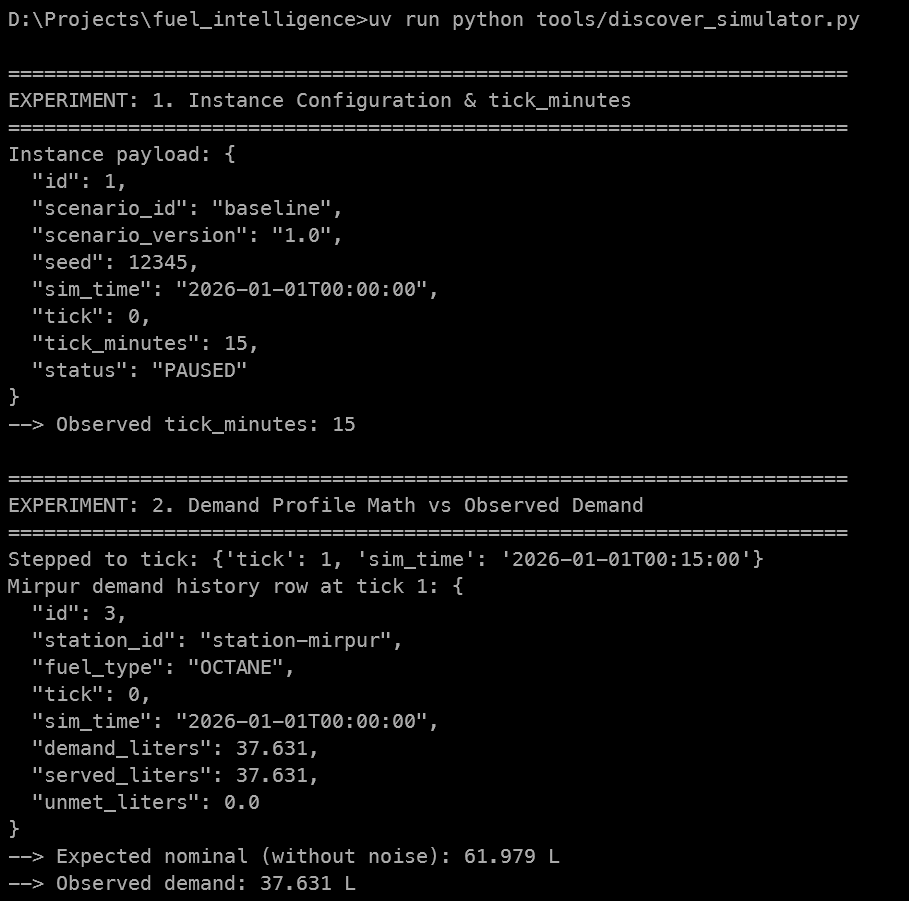 D:\Projects\fuel_intelligence>uv run python tools/discover_simulator.py
======================================================================
EXPERIMENT: 1. Instance Configuration & tick_minutes
======================================================================
Instance payload: {
  "id": 1,
  "scenario_id": "baseline",
  "scenario_version": "1.0",
  "seed": 12345,
  "sim_time": "2026-01-01T00:00:00",
  "tick": 0,
  "tick_minutes": 15,
  "status": "PAUSED"
}
--> Observed tick_minutes: 15
======================================================================
EXPERIMENT: 2. Demand Profile Math vs Observed Demand
======================================================================
Stepped to tick: {'tick': 1, 'sim_time': '2026-01-01T00:15:00'}
Mirpur demand history row at tick 1: {
  "id": 3,
  "station_id": "station-mirpur",
  "fuel_type": "OCTANE",
  "tick": 0,
  "sim_time": "2026-01-01T00:00:00",
  "demand_liters": 37.631,
  "served_liters": 37.631,
  "unmet_liters": 0.0
}
--> Expected nominal (without noise): 61.979 L
--> Observed demand: 37.631 L